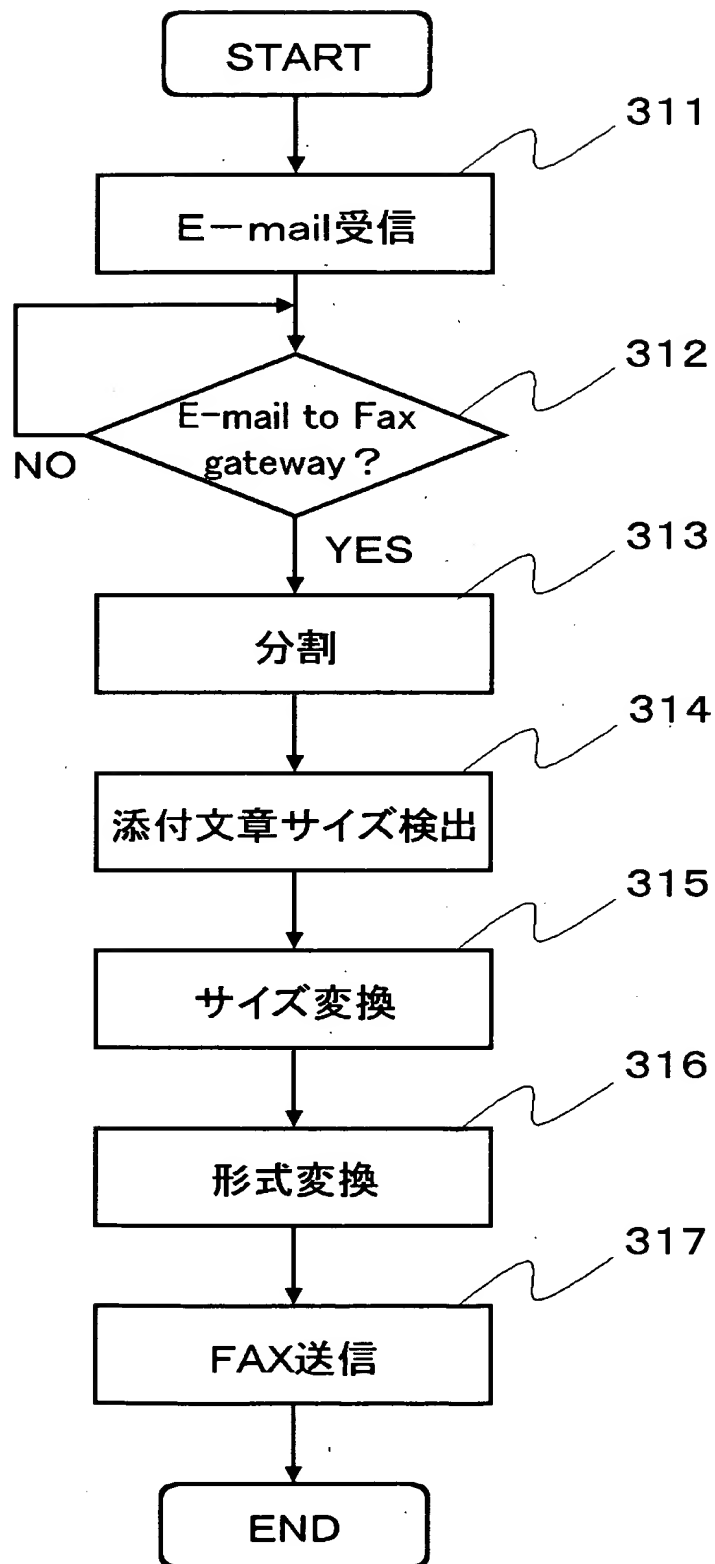 START
311
E-mail受信
312
E-mail to Fax
gateway?
NO
YES
313
分割
314
添付文章サイズ検出
315
サイズ変換
316
形式変換
317
FAX送信
END